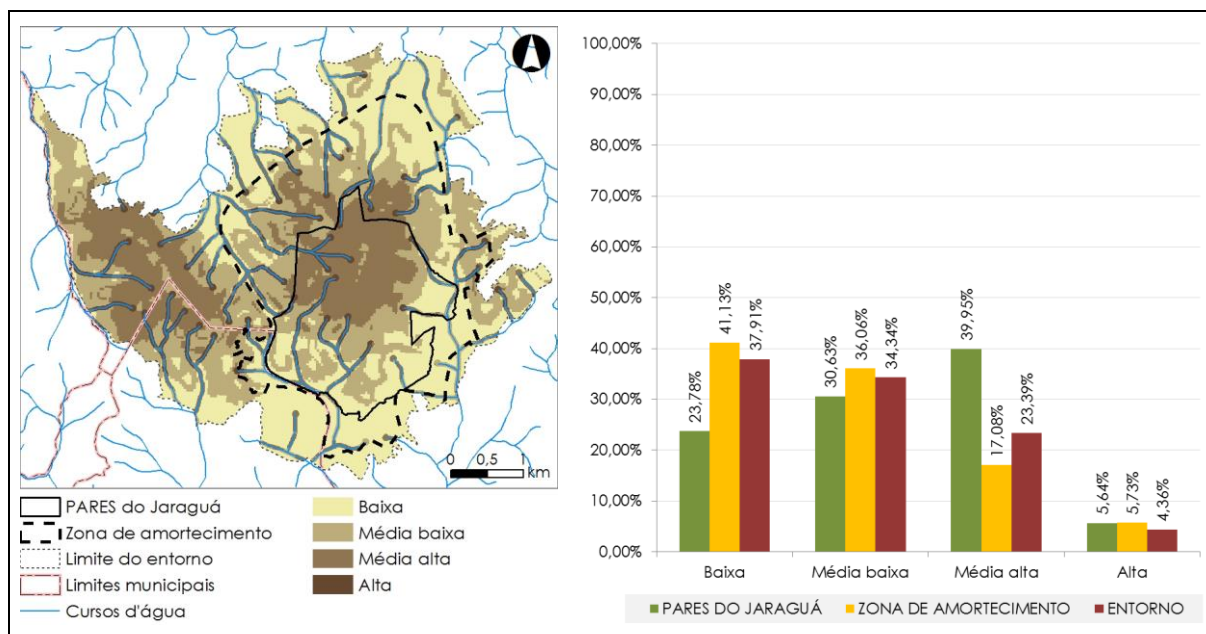 0 0,5 1
km
PARES do Jaraguá
Zona de amortecimento
Limite do entorno
Limites municipais
Cursos d'água
Baixa
Média baixa
Média alta
Alta
100,00%
90,00%
80,00%
70,00%
60,00%
50,00%
40,00%
30,00%
20,00%
10,00%
0,00%
23,78%
41,13%
37,91%
30,63%
36,06%
34,34%
39,95%
17,08%
23,39%
5,64%
5,73%
4,36%
Baixa Média baixa Média alta Alta
PARES DO JARAGUÁ ZONA DE AMORTECIMENTO ENTORNO